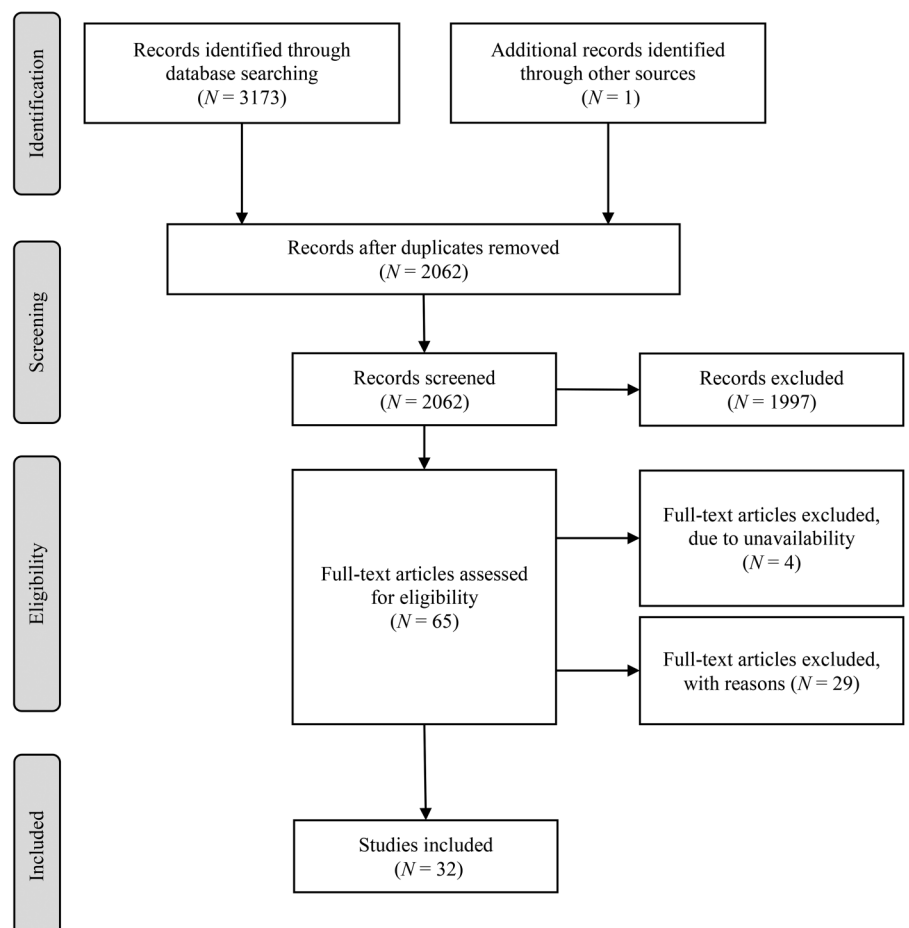 Identification
Records identified through
database searching
(N = 3173)
Additional records identified
through other sources
(N = 1)
Records after duplicates removed
(N = 2062)
Screening
Records screened
(N = 2062)
Records excluded
(N = 1997)
Eligibility
Full-text articles assessed
for eligibility
(N = 65)
Full-text articles excluded,
due to unavailability
(N = 4)
Full-text articles excluded,
with reasons (N = 29)
Included
Studies included
(N = 32)